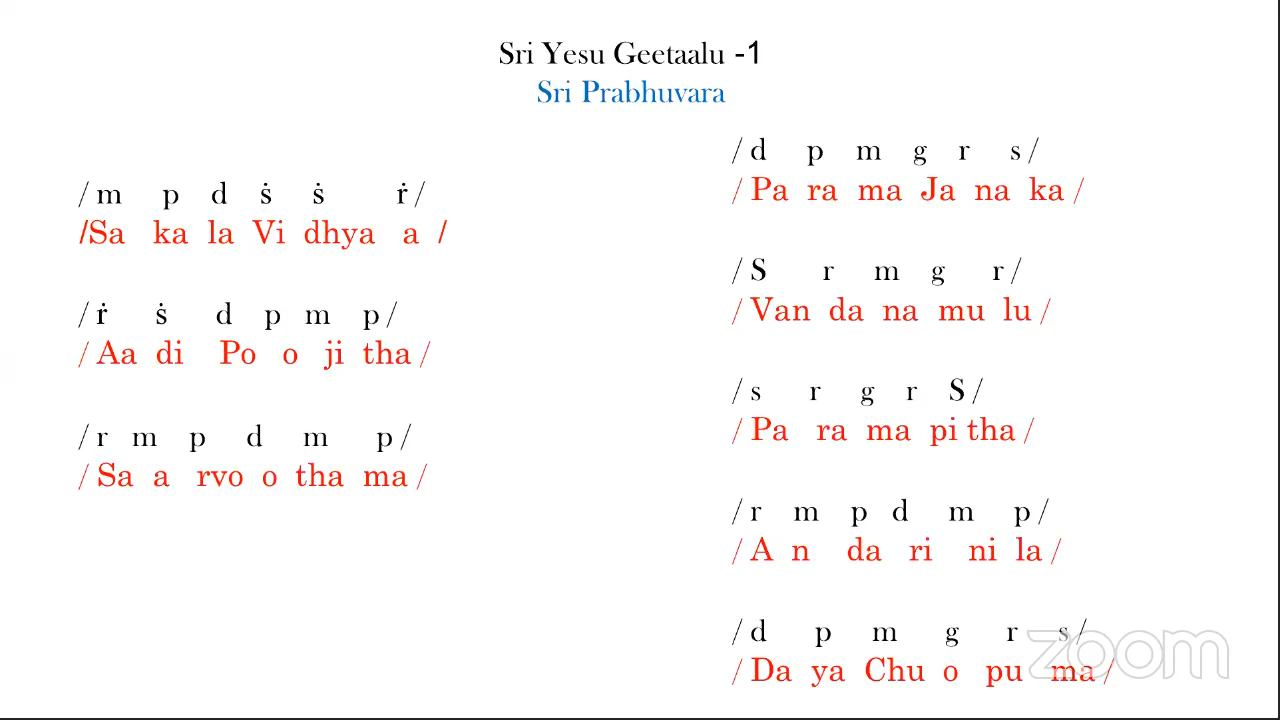 Sri Yesu Geetaalu -1
Sri Prabhuvara
/ m p d ṡ ṡ ṙ /
/Sa ka la Vi dhya a /
/ ṙ ṡ d p m p /
/ Aa di Po o ji tha /
/ r m p d m p /
/ Sa a rvo o tha ma /
/ d p m g r s /
/ Pa ra ma Ja na ka /
/ S r m g r /
/ Van da na mu lu /
/ s r g r S /
/ Pa ra ma pi tha /
/ r m p d m p /
/ A n da ri ni la /
/ d p m g r s /
/ Da ya Chu o pu ma /
zoom